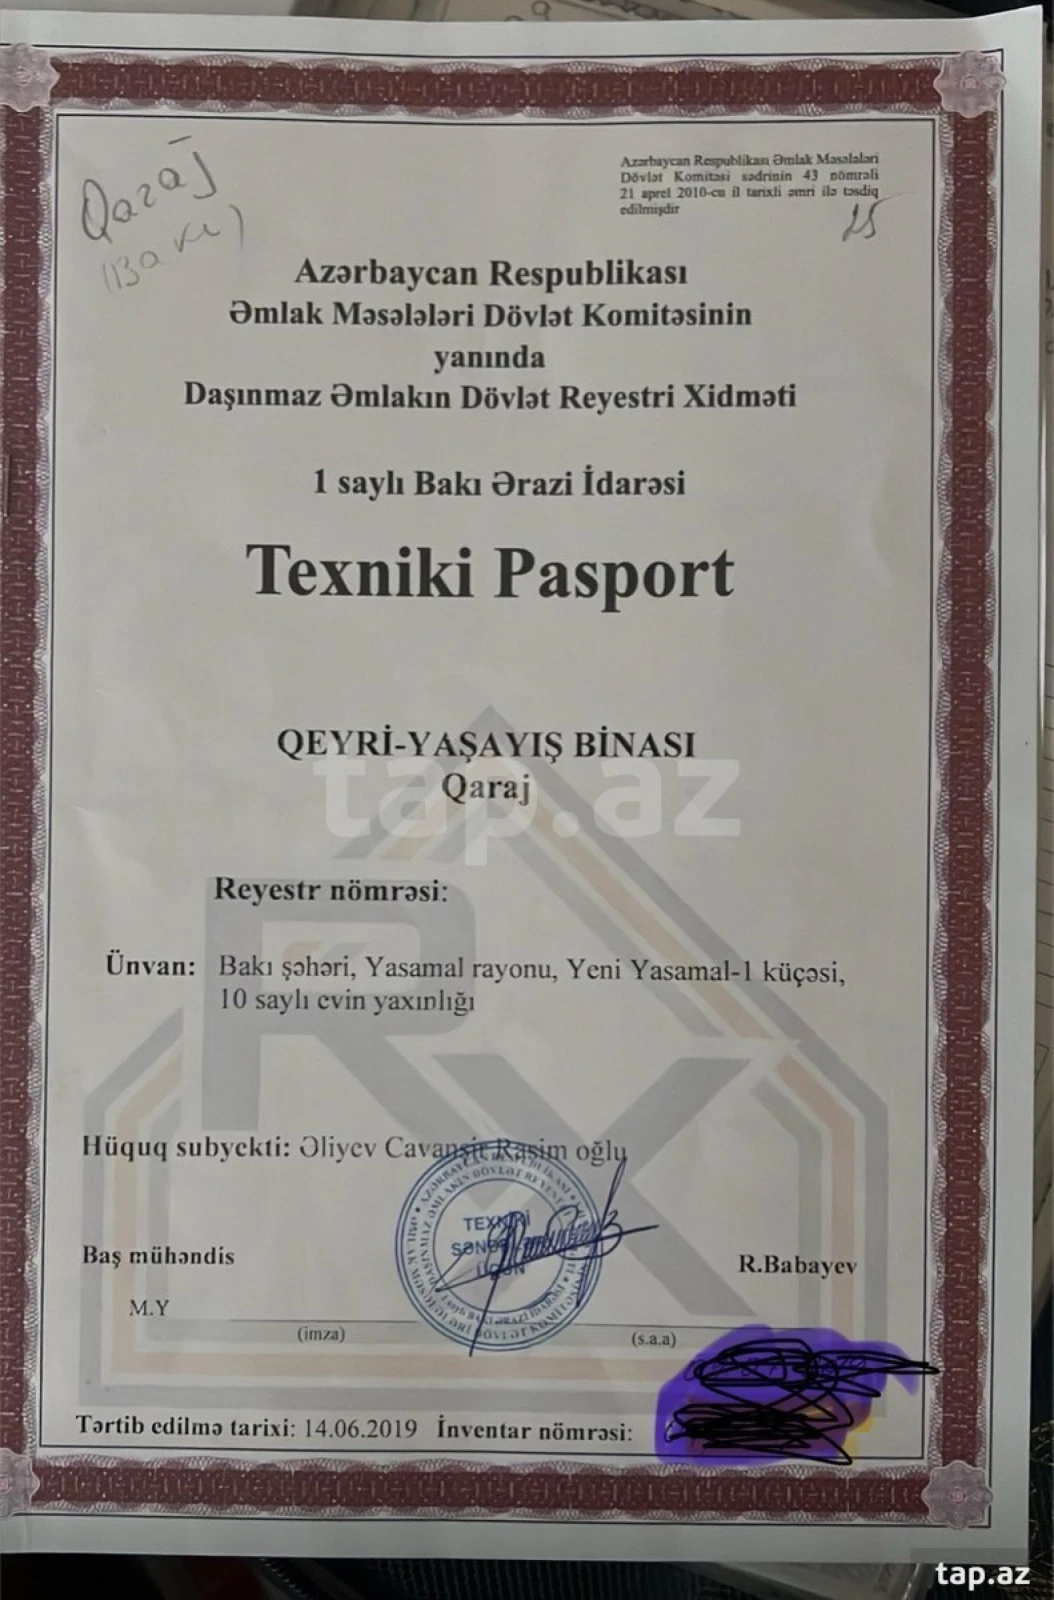 Qaraj
Azərbaycan Respublikası Əmlak Məsələləri
Dövlət Komitəsi sədrinin 43 nömrəli
21 aprel 2010-cu il tarixli əmri ilə təsdiq
edilmişdir
25
Azərbaycan Respublikası
Əmlak Məsələləri Dövlət Komitəsinin
yanında
Daşınmaz Əmlakın Dövlət Reyestri Xidməti
1 saylı Bakı Ərazi İdarəsi
Texniki Pasport
QEYRİ-YAŞAYIŞ BİNASI
Qaraj
tap.az
Reyestr nömrəsi:
Ünvan: Bakı şəhəri, Yasamal rayonu, Yeni Yasamal-1 küçəsi,
10 saylı evin yaxınlığı
Hüquq subyekti: Əliyev Cavanşir Rasim oğlu
TEXNİKİ
ÜÇÜN
Baş mühəndis
R.Babayev
M.Y
(imza)
(s.a.a)
Tərtib edilmə tarixi: 14.06.2019 İnventar nömrəsi:
tap.az